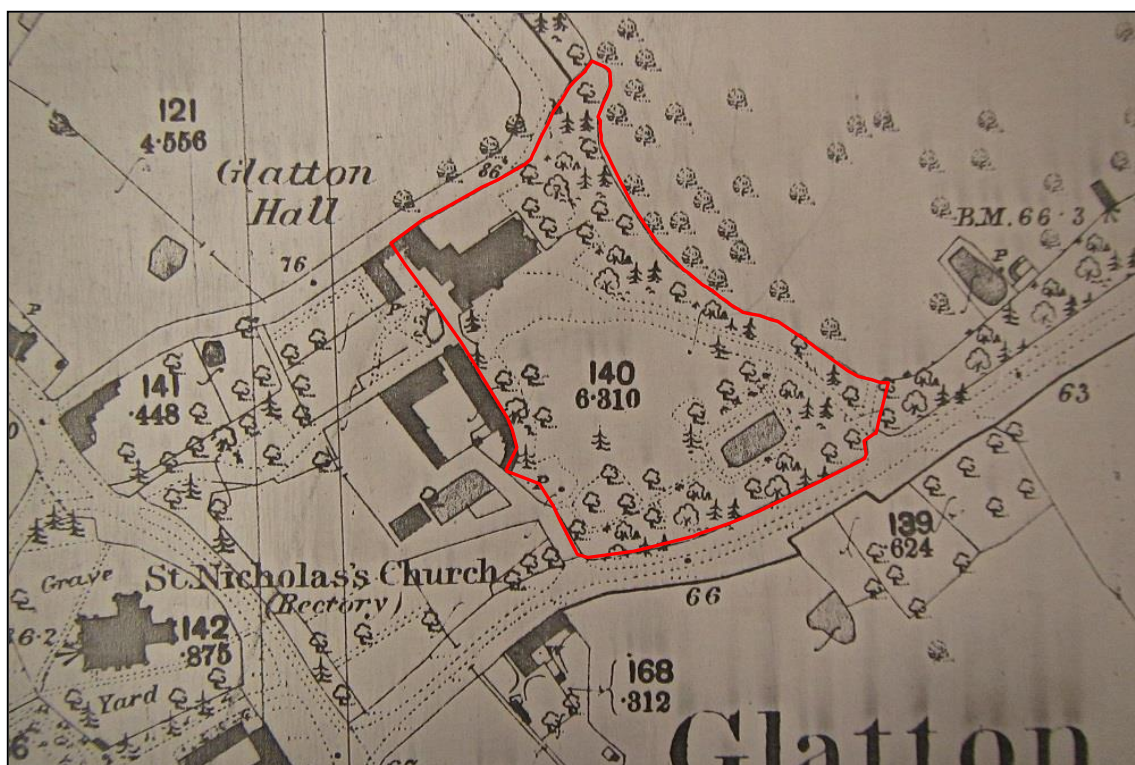 121
4·556
Glatton
Hall
86
76
B.M. 66·3
P
P
P
P
63
141
·448
140
6·310
139
·624
St. Nicholas's Church
(Rectory)
Grave
142
·875
Yard
66
168
·312
Glatton